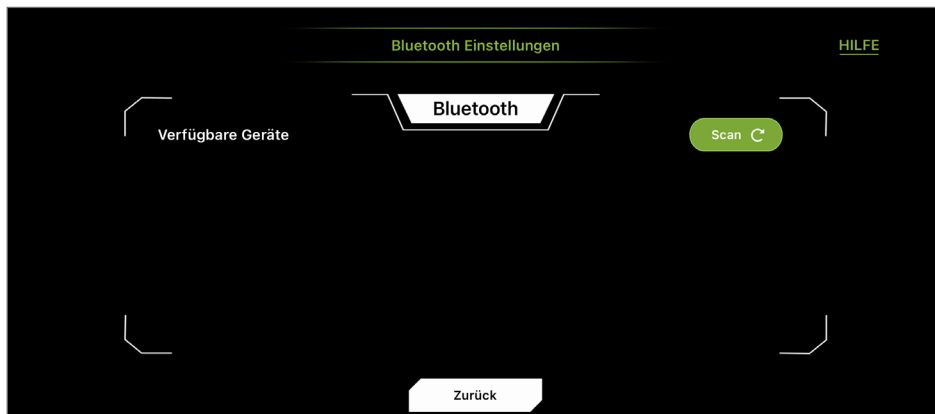 Bluetooth Einstellungen
HILFE
Bluetooth
Verfügbare Geräte
Scan
Zurück